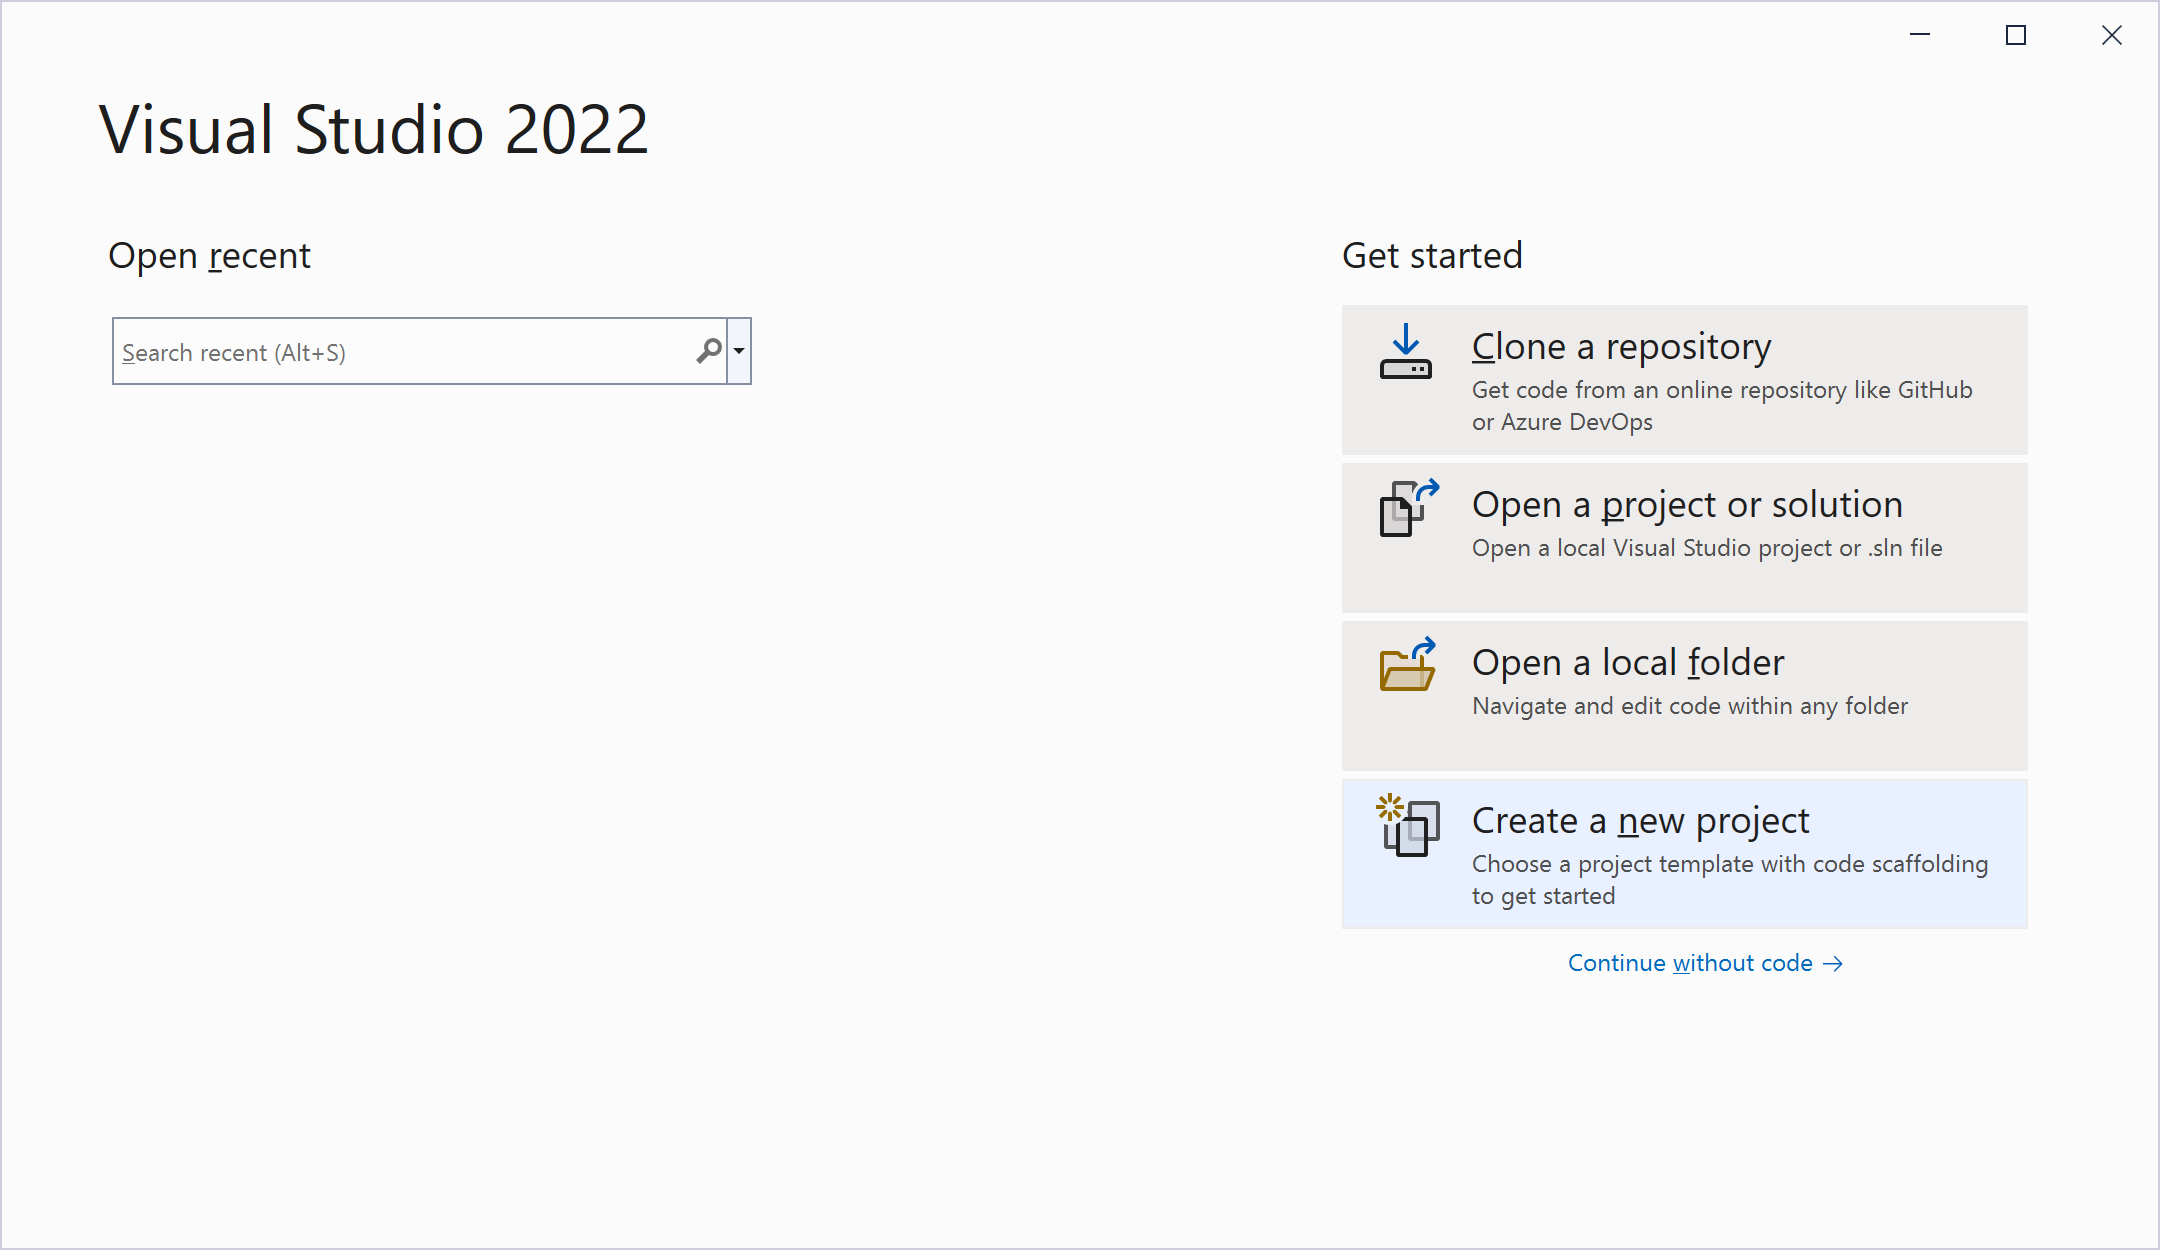 Visual Studio 2022
Open recent
Search recent (Alt+S)
Get started
Clone a repository
Get code from an online repository like GitHub
or Azure DevOps
Open a project or solution
Open a local Visual Studio project or .sln file
Open a local folder
Navigate and edit code within any folder
Create a new project
Choose a project template with code scaffolding
to get started
Continue without code →